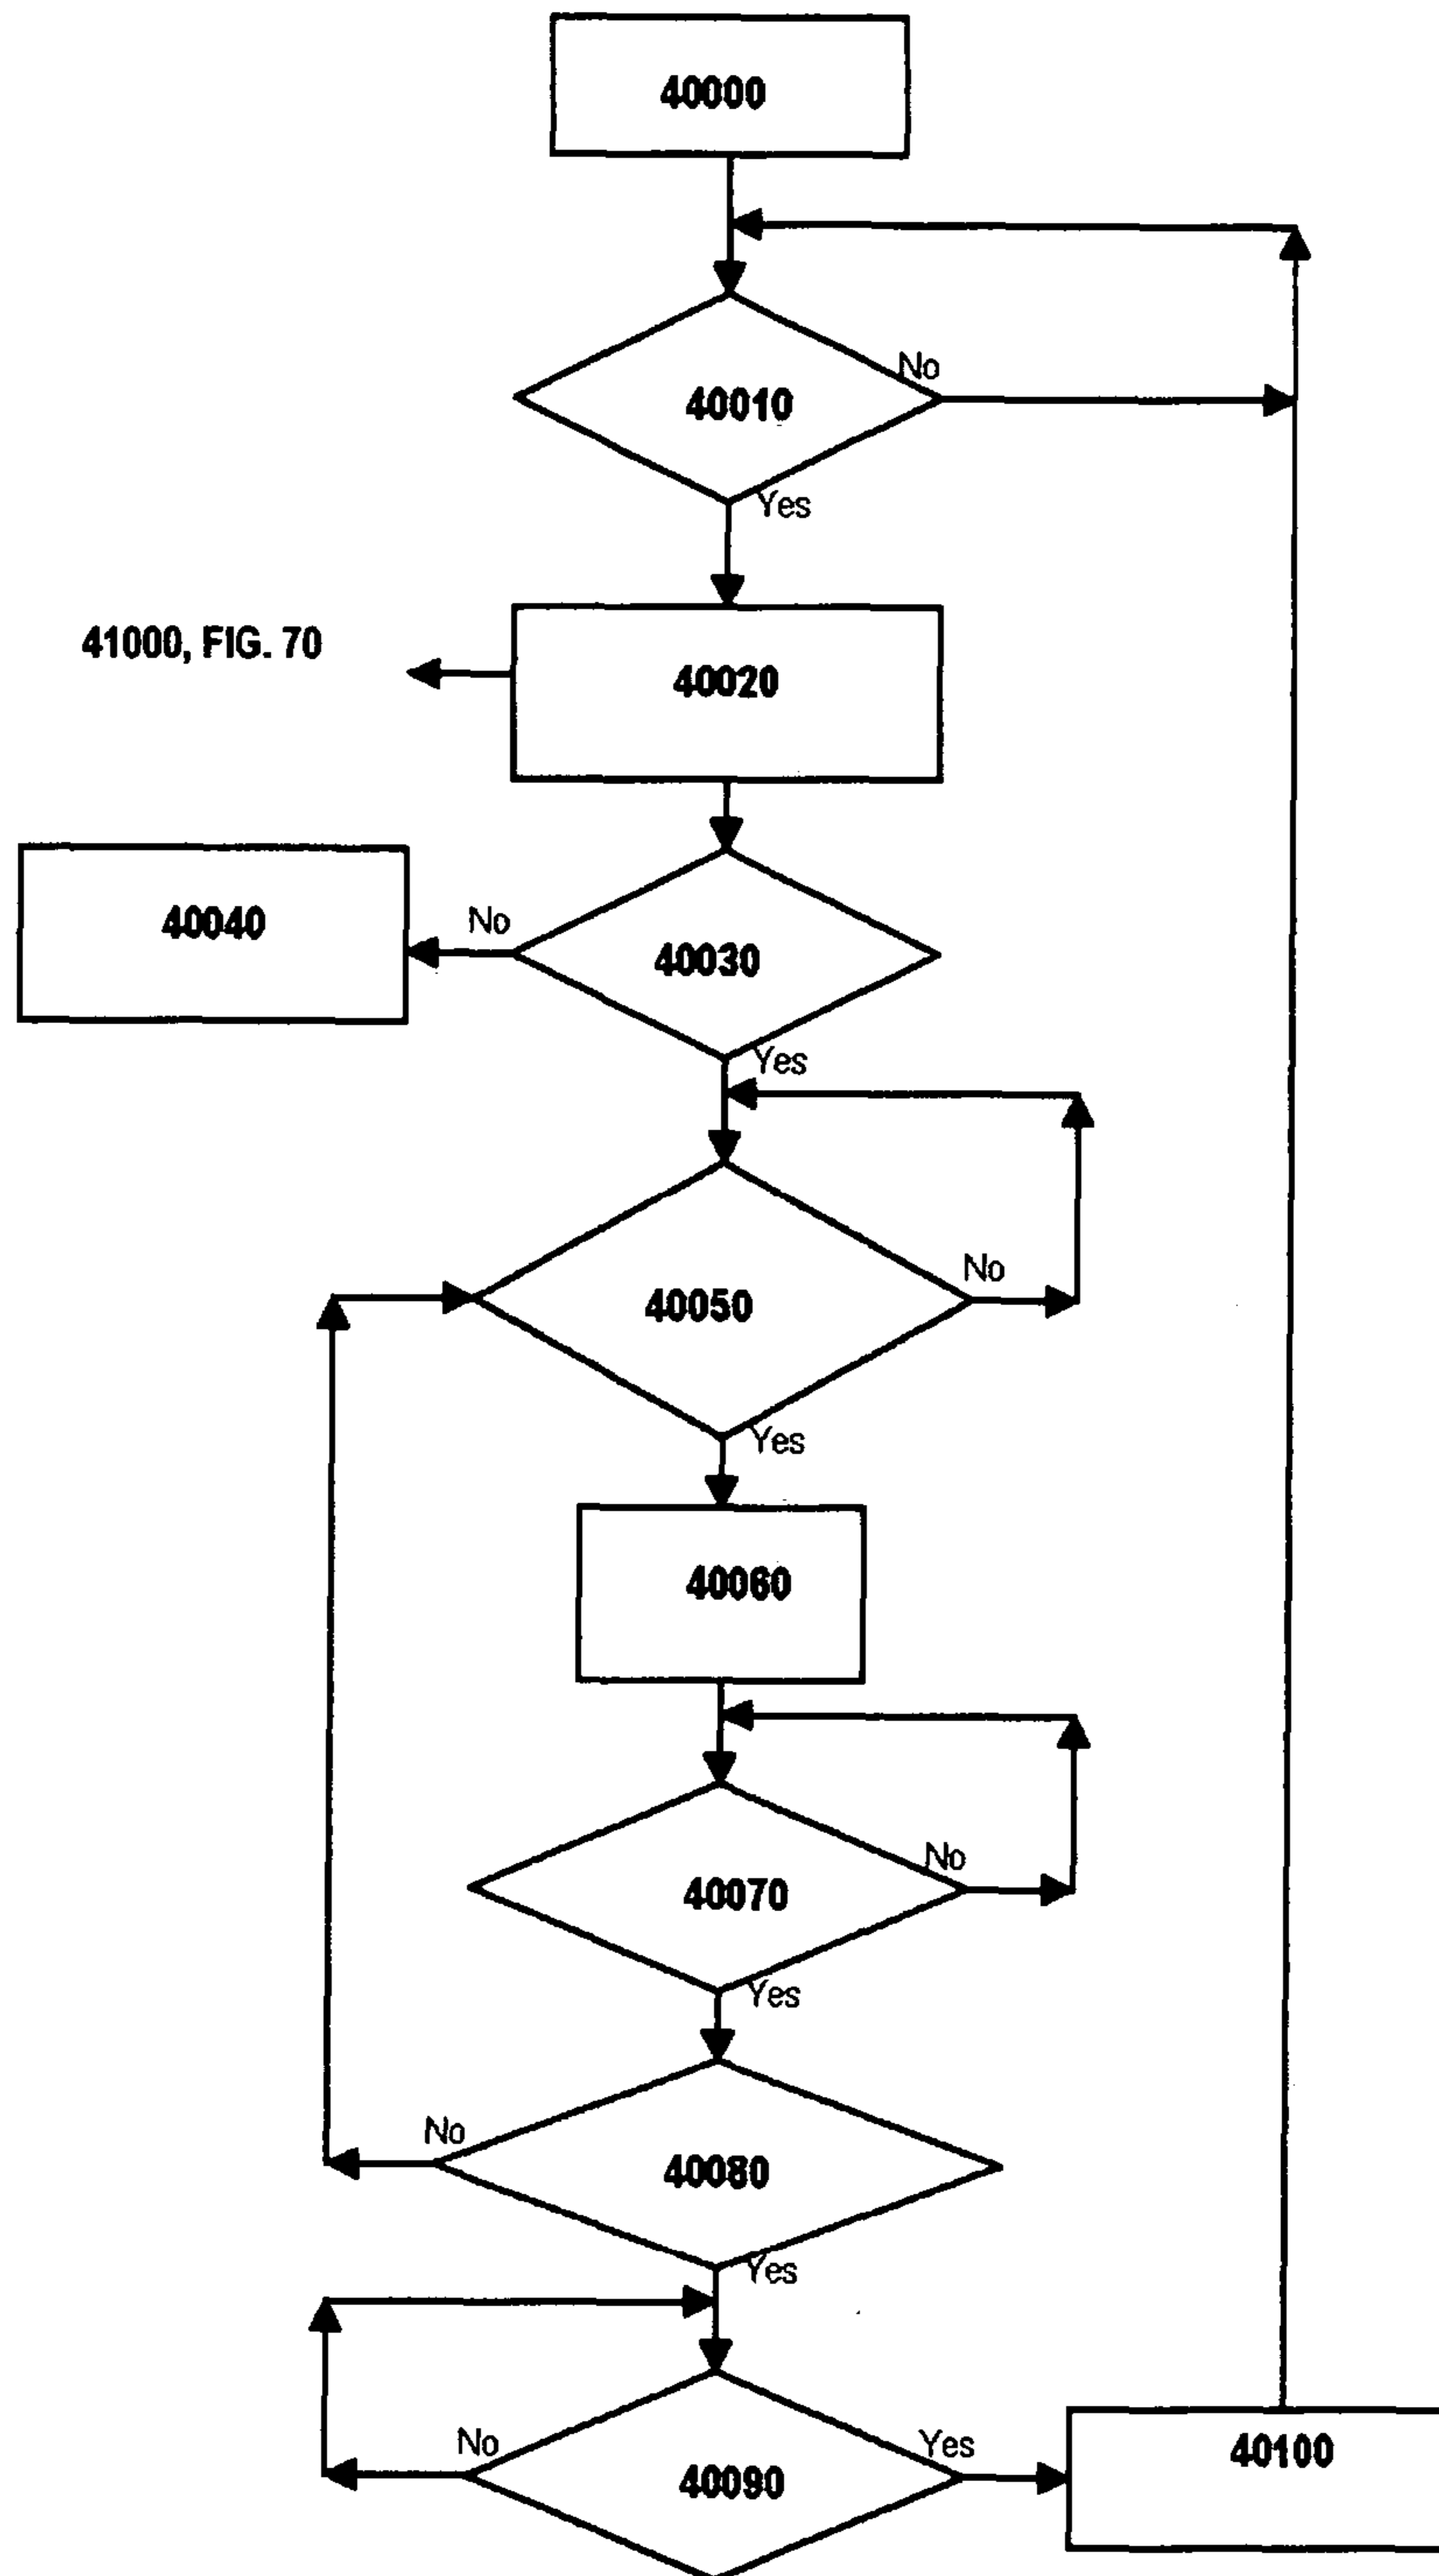 40000
No
40010
Yes
41000, FIG. 70
40020
40040
No
40030
Yes
No
40050
Yes
40060
No
40070
Yes
No
40080
Yes
No
Yes
40100
40090